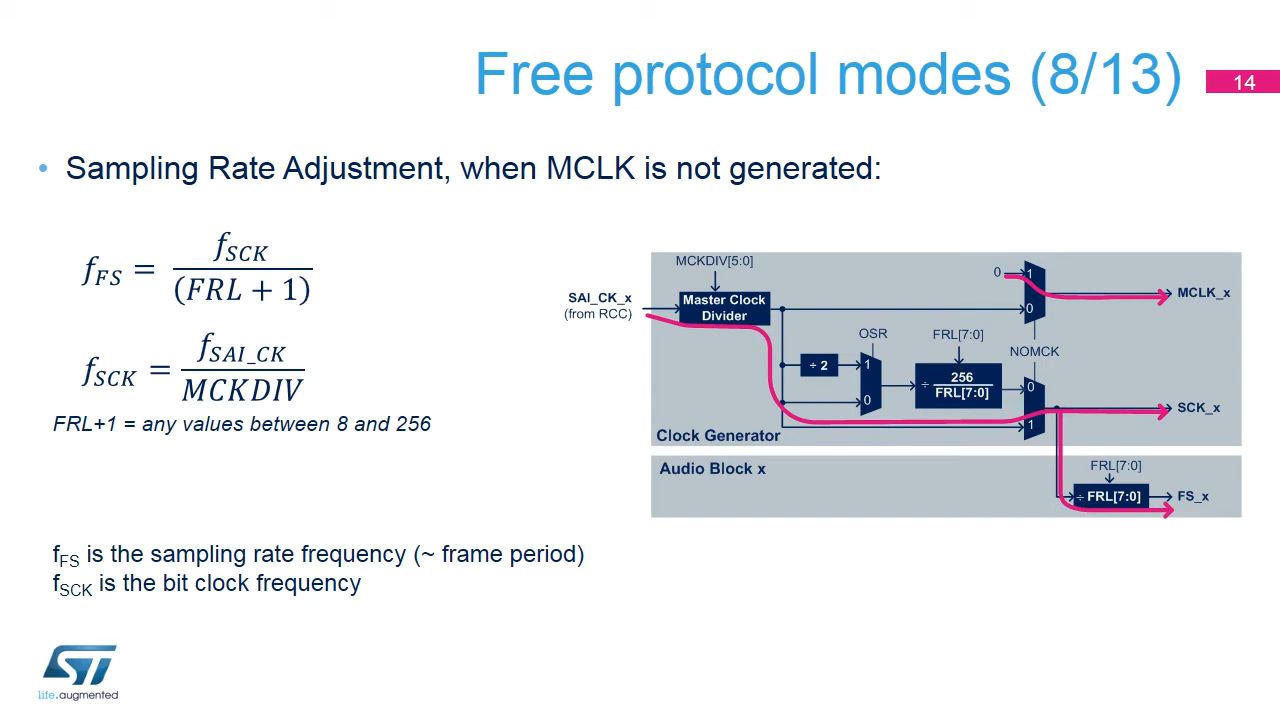 Free protocol modes (8/13)
14
• Sampling Rate Adjustment, when MCLK is not generated:
f_FS = f_SCK / (FRL + 1)
f_SCK = f_SAI_CK / MCKDIV
FRL+1 = any values between 8 and 256
f_FS is the sampling rate frequency (~ frame period)
f_SCK is the bit clock frequency
MCKDIV[5:0]
SAI_CK_x
(from RCC)
Master Clock
Divider
0
1
0
MCLK_x
OSR
FRL[7:0]
NOMCK
÷ 2
1
0
÷ 256 / FRL[7:0]
0
1
SCK_x
Clock Generator
Audio Block x
FRL[7:0]
÷ FRL[7:0]
FS_x
ST
life.augmented